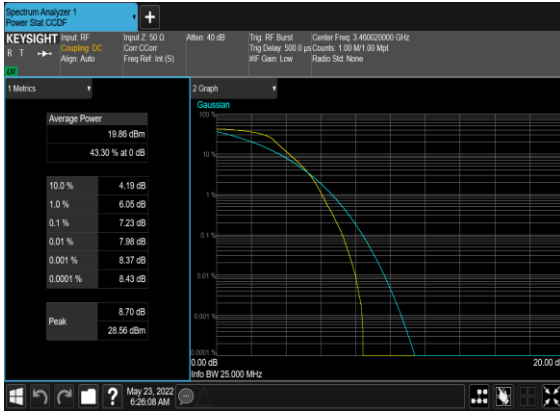 Spectrum Analyzer 1
Power Stat CCDF
KEYSIGHT
R T
Input: RF
Coupling: DC
Align: Auto
Input Z: 50 Ω
Corr CCorr
Freq Ref: Int (S)
Atten: 40 dB
Trig: RF Burst
Trig Delay: 500.0 µs
#IF Gain: Low
Center Freq: 3.460020000 GHz
Counts: 1.00 M/1.00 Mpt
Radio Std: None
1 Metrics
Average Power
19.86 dBm
43.30 % at 0 dB
10.0 % 4.19 dB
1.0 % 6.05 dB
0.1 % 7.23 dB
0.01 % 7.98 dB
0.001 % 8.37 dB
0.0001 % 8.43 dB
Peak
8.70 dB
28.56 dBm
2 Graph
Gaussian
100 %
10 %
1 %
0.1 %
0.01 %
0.001 %
0.0001 %
0.00 dB
20.00 d
Info BW 25.000 MHz
May 23, 2022
6:26:08 AM